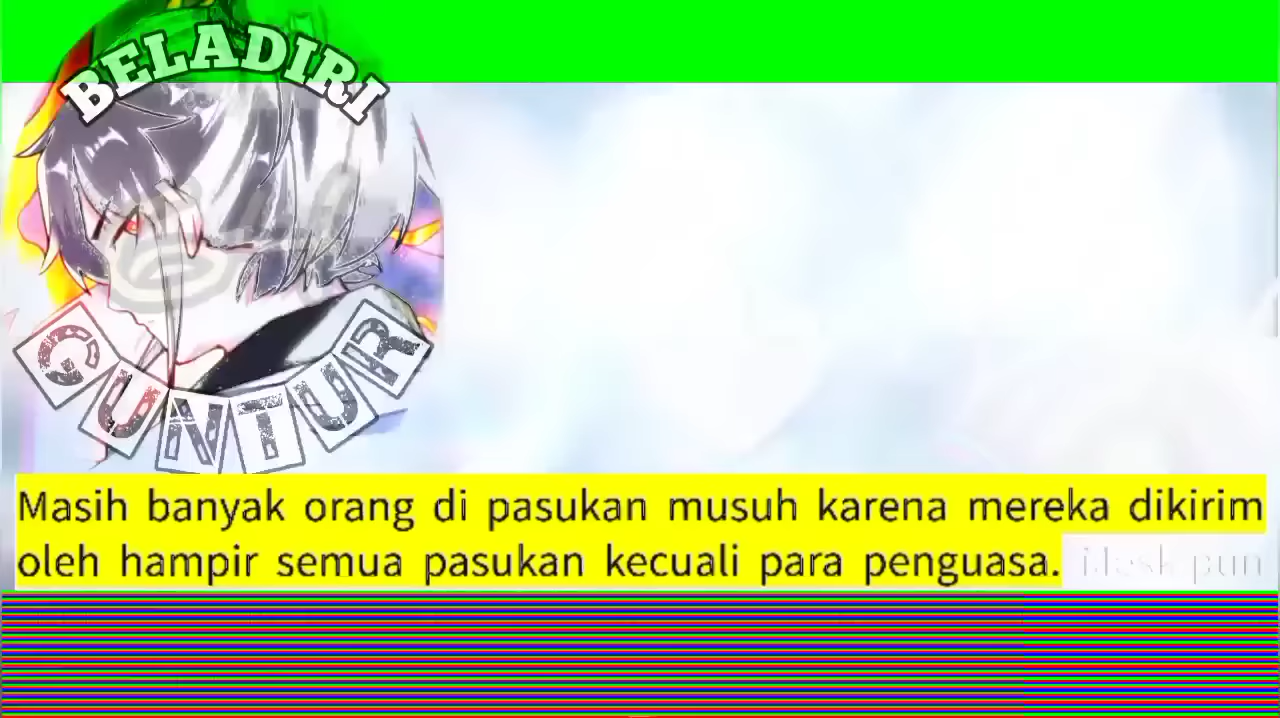 BELADIRI
GUNTUR
Masih banyak orang di pasukan musuh karena mereka dikirim
oleh hampir semua pasukan kecuali para penguasa.